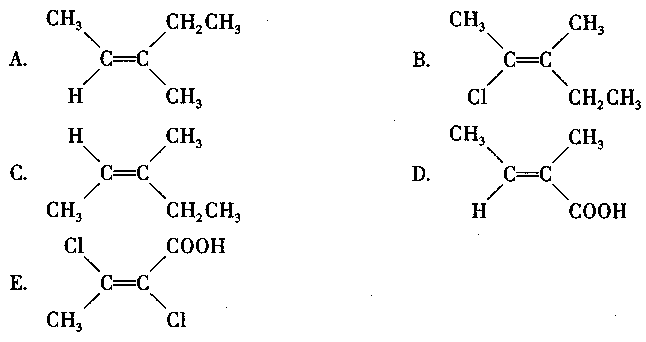 CH₃ CH₂CH₃ CH₃ CH₃
A. C=C B. C=C
H CH₃ Cl CH₂CH₃
H CH₃ CH₃ CH₃
C. C=C D. C=C
CH₃ CH₂CH₃ H COOH
Cl COOH
E. C=C
CH₃ Cl